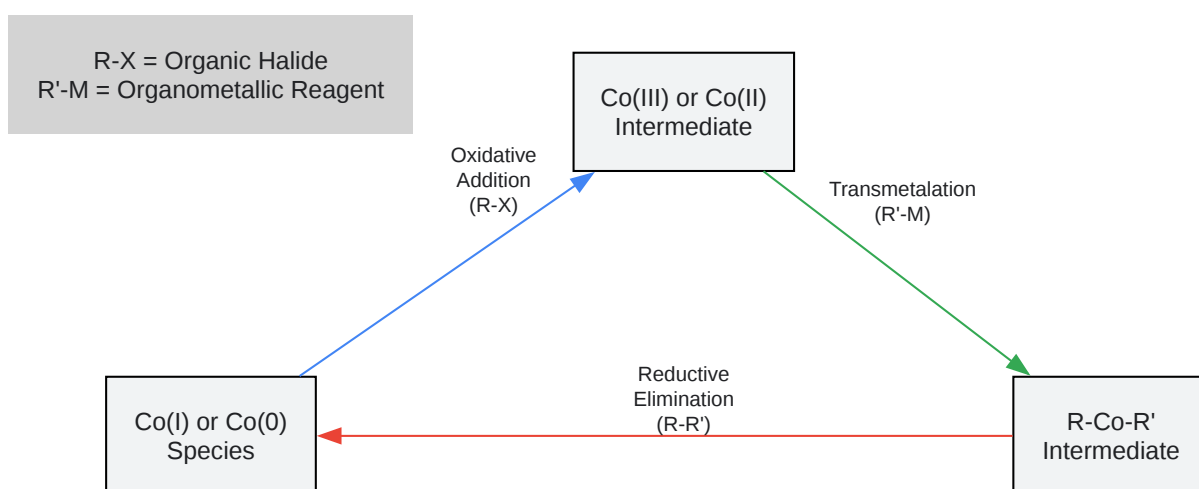 R-X = Organic Halide
R'-M = Organometallic Reagent
Co(III) or Co(II)
Intermediate
Oxidative
Addition
(R-X)
Transmetalation
(R'-M)
Reductive
Elimination
(R-R')
Co(I) or Co(0)
Species
R-Co-R'
Intermediate